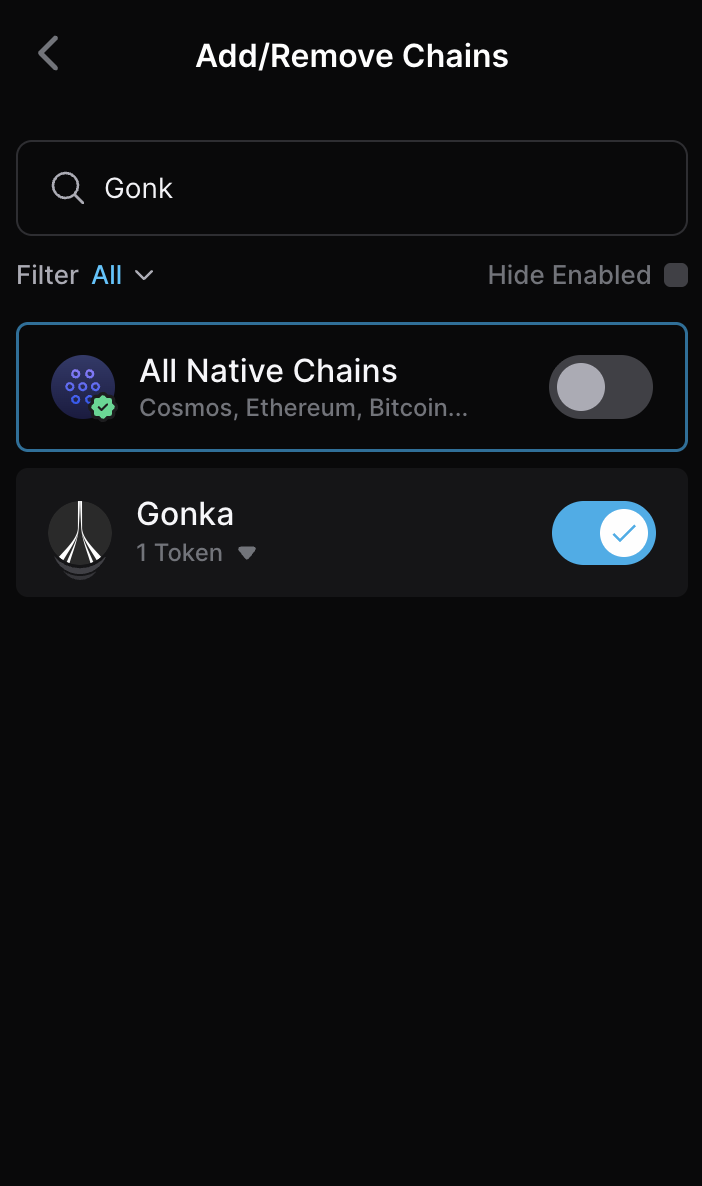 Add/Remove Chains
Gonk
Filter All
Hide Enabled
All Native Chains
Cosmos, Ethereum, Bitcoin...
Gonka
1 Token